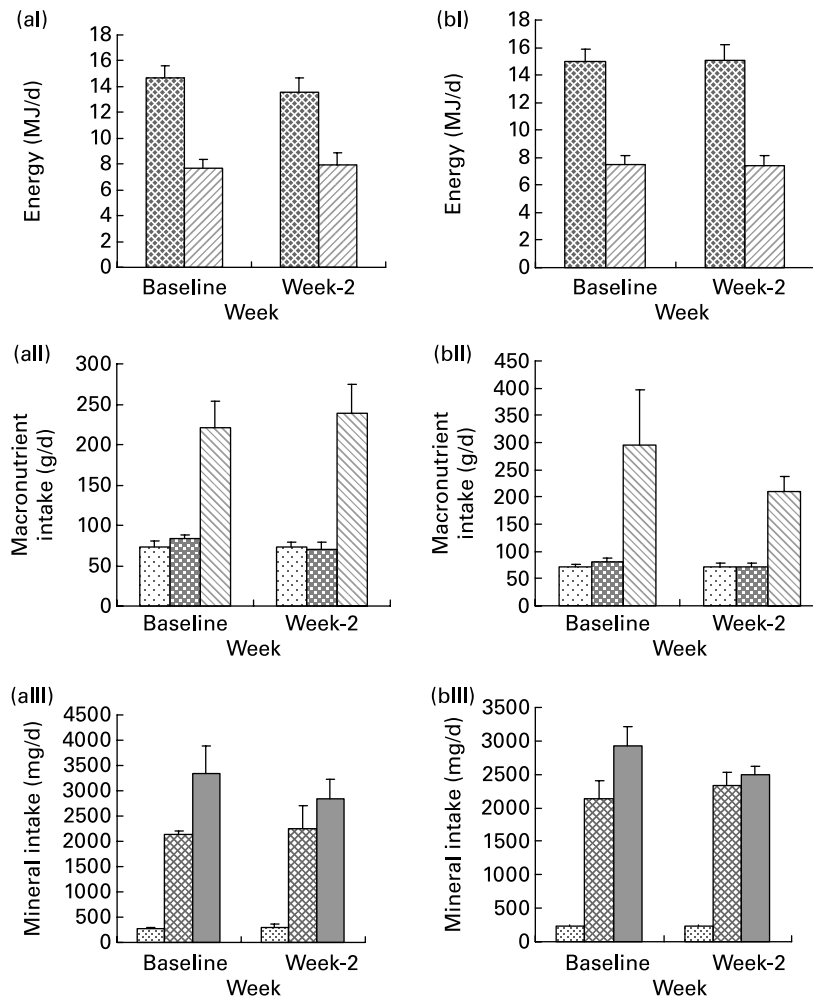 (aI)
Energy (MJ/d)
18
16
14
12
10
8
6
4
2
0
Baseline
Week-2
Week
(bI)
Energy (MJ/d)
18
16
14
12
10
8
6
4
2
0
Baseline
Week-2
Week
(aII)
Macronutrient
intake (g/d)
300
250
200
150
100
50
0
Baseline
Week-2
Week
(bII)
Macronutrient
intake (g/d)
450
400
350
300
250
200
150
100
50
0
Baseline
Week-2
Week
(aIII)
Mineral intake (mg/d)
4500
4000
3500
3000
2500
2000
1500
1000
500
0
Baseline
Week-2
Week
(bIII)
Mineral intake (mg/d)
3500
3000
2500
2000
1500
1000
500
0
Baseline
Week-2
Week